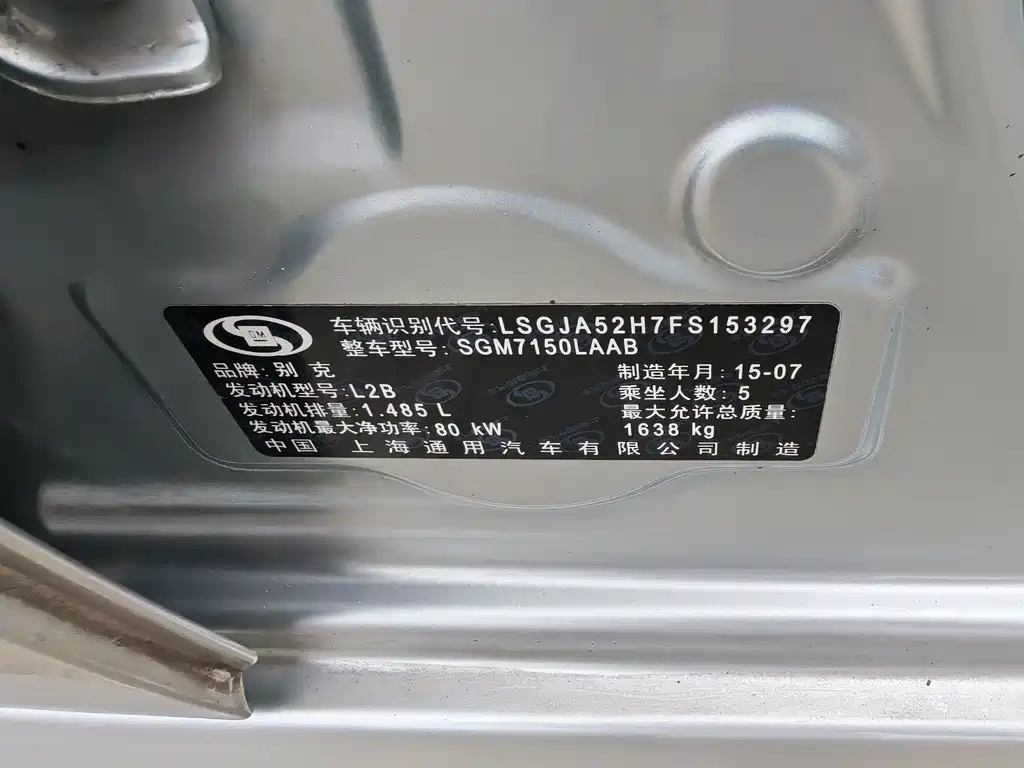 GM
车辆识别代号:LSGJA52H7FS153297
整车型号: SGM7150LAAB
品牌: 别 克
制造年月: 15-07
发动机型号:L2B
乘坐人数: 5
发动机排量:1.485 L
最大允许总质量:
发动机最大净功率:80 kW
1638 kg
中国 上海通用汽车有限公司制造